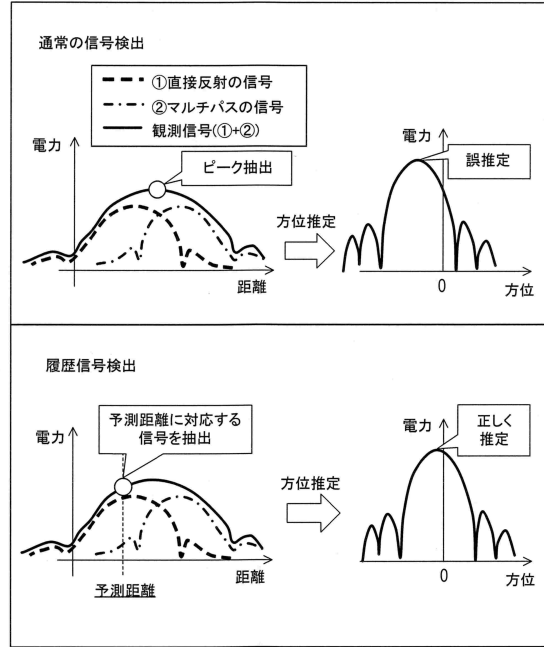 通常の信号検出
①直接反射の信号
②マルチパスの信号
観測信号(①+②)
電力
ピーク抽出
距離
方位推定
電力
誤推定
0
方位
履歴信号検出
予測距離に対応する
信号を抽出
電力
距離
予測距離
方位推定
電力
正しく
推定
0
方位